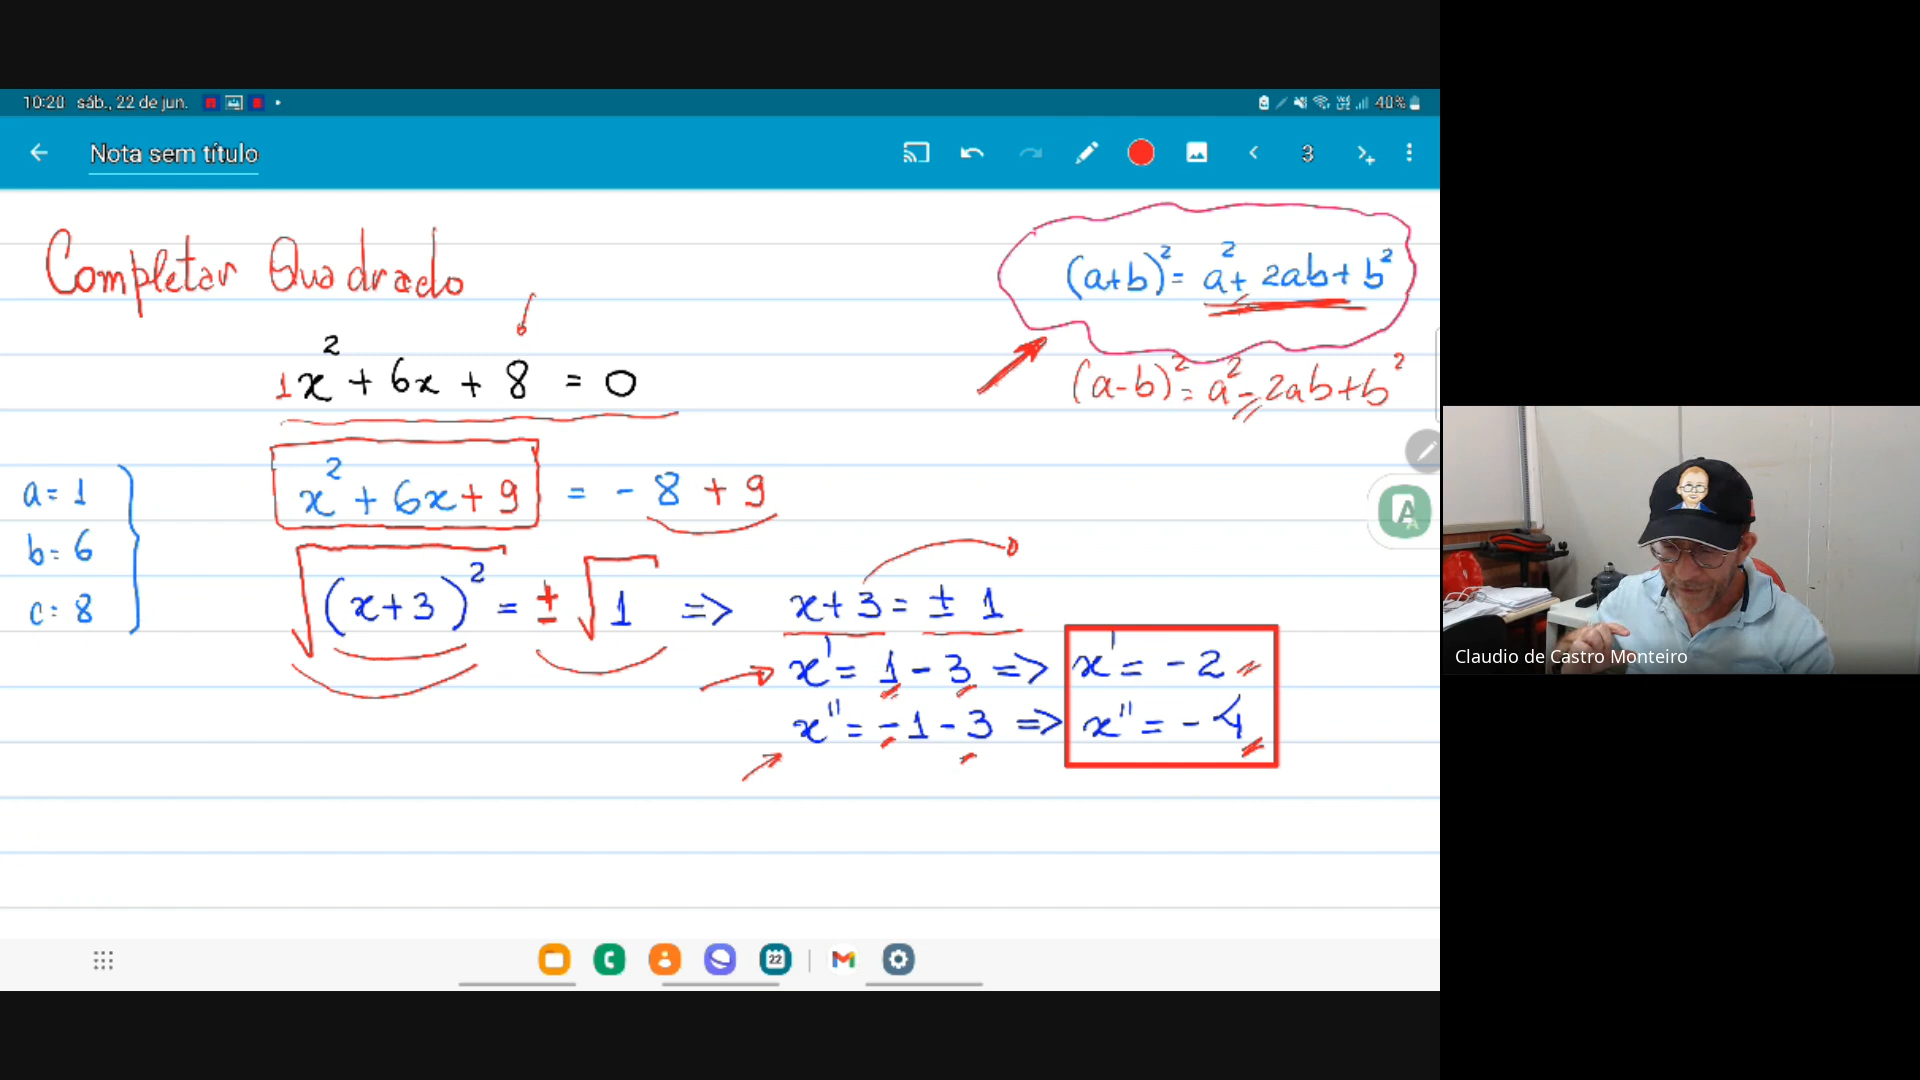 10:20 sáb., 22 de jun. 40%
Nota sem título 3
Completar Quadrado
(a+b)² = a² + 2ab + b²
(a-b)² = a² - 2ab + b²
1x² + 6x + 8 = 0
x² + 6x + 9 = - 8 + 9
a = 1
b = 6
c = 8
√(x+3)² = ± √1 => x+3 = ± 1
x' = 1 - 3 => x' = - 2
x'' = -1 - 3 => x'' = - 4
Claudio de Castro Monteiro
22